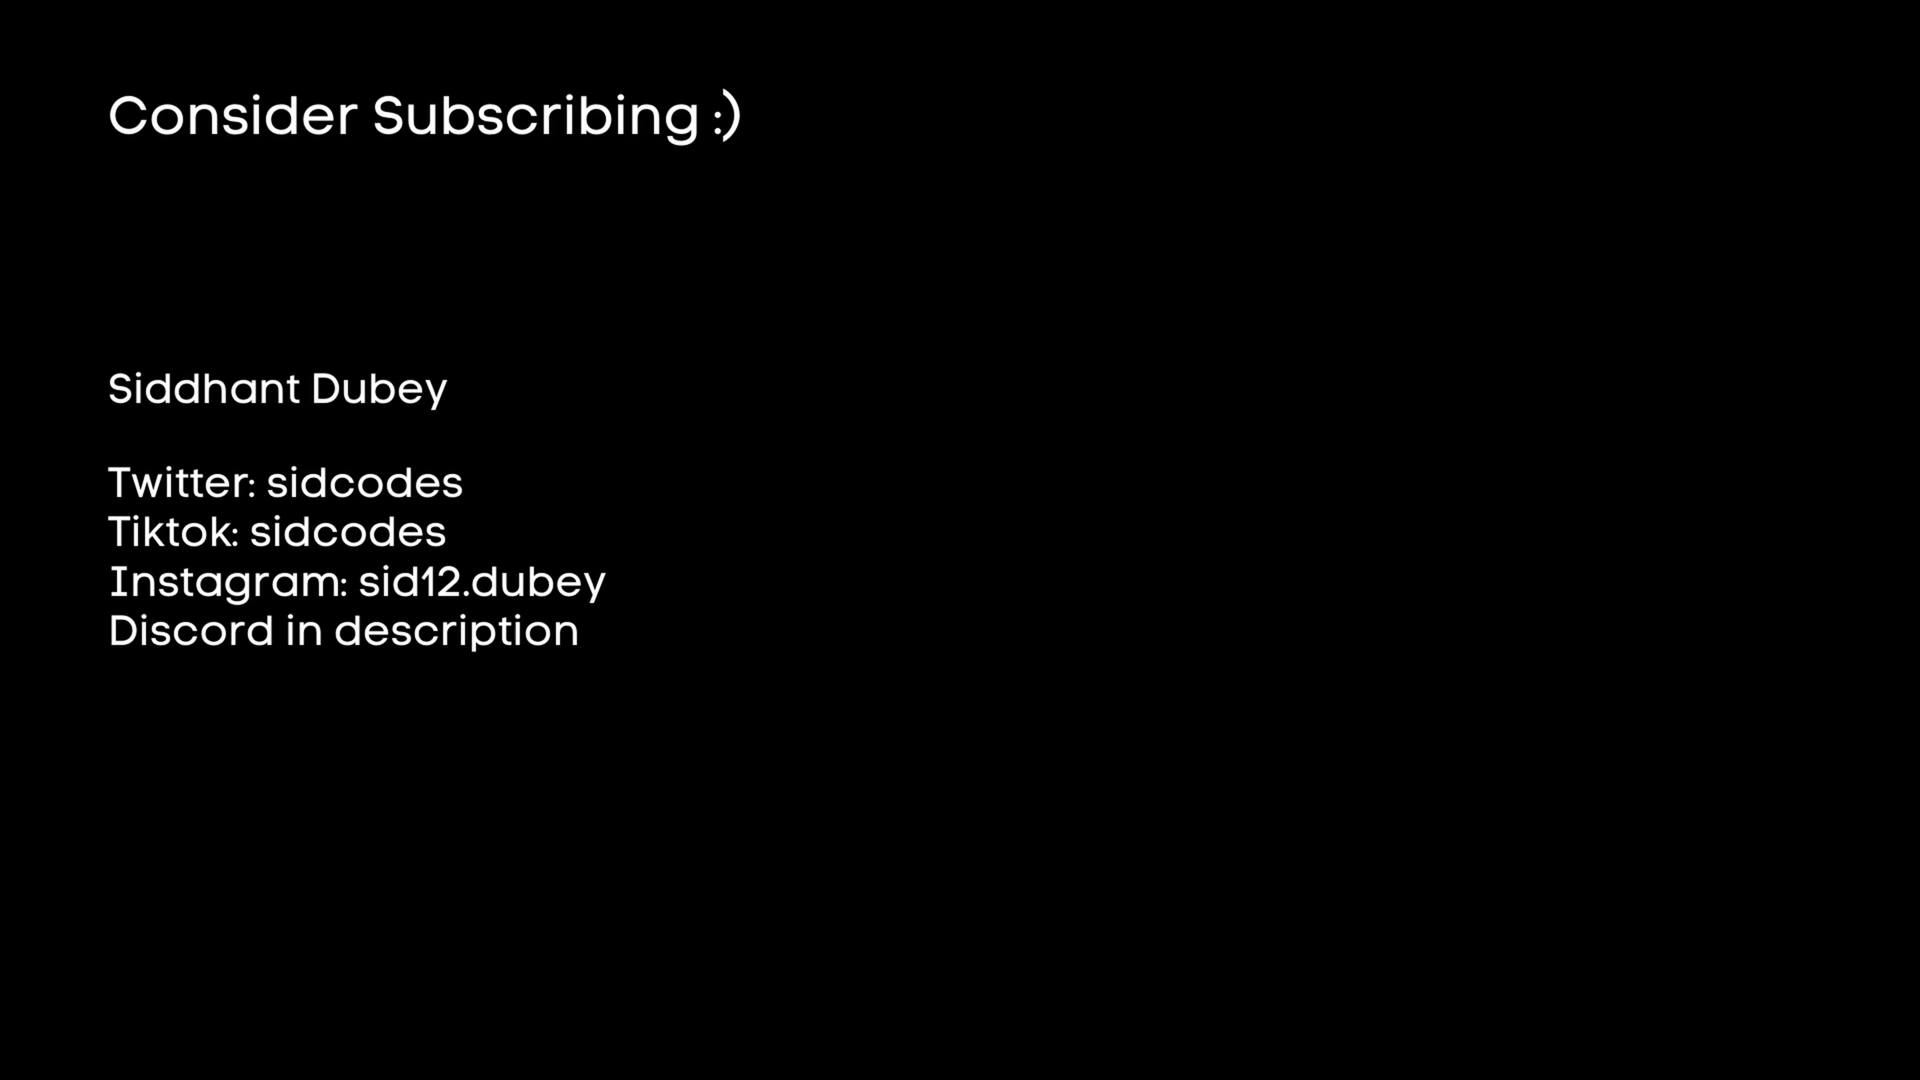 Consider Subscribing :)
Siddhant Dubey
Twitter: sidcodes
Tiktok: sidcodes
Instagram: sid12.dubey
Discord in description